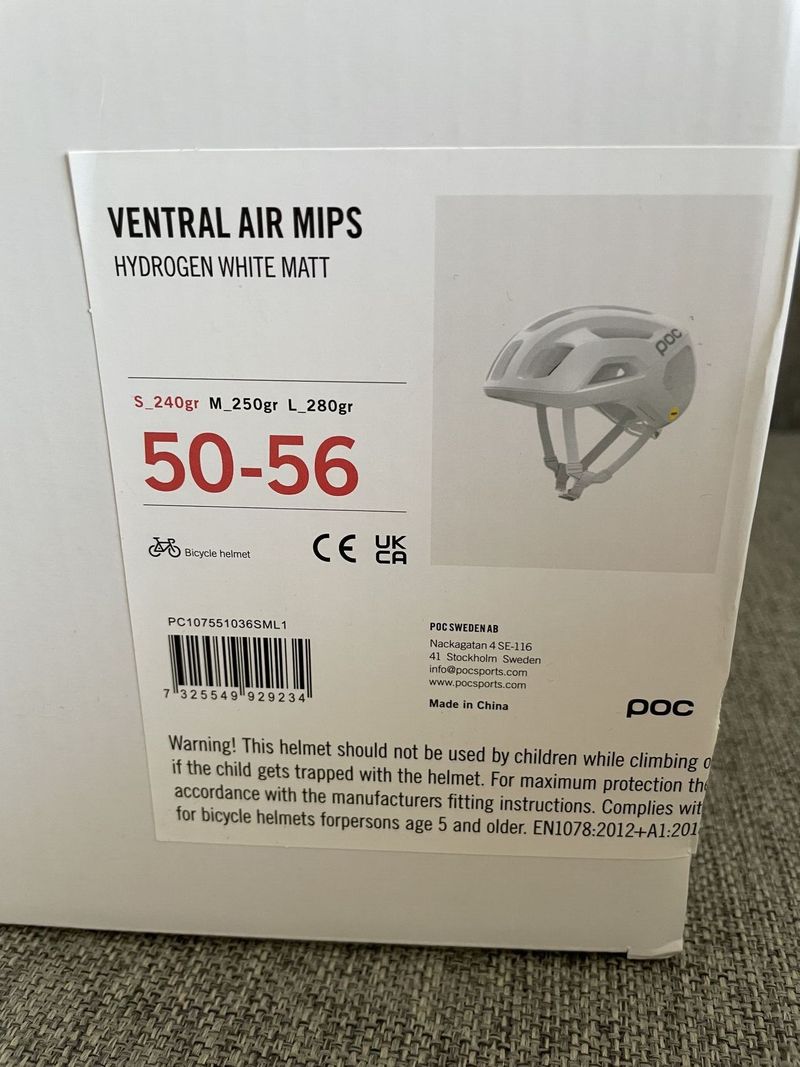 VENTRAL AIR MIPS
HYDROGEN WHITE MATT
poc
S_240gr M_250gr L_280gr
50-56
Bicycle helmet
CE
UK
CA
PC107551036SML1
7 325549 929234
POC SWEDEN AB
Nackagatan 4 SE-116
41 Stockholm Sweden
info@pocsports.com
www.pocsports.com
Made in China
poc
Warning! This helmet should not be used by children while climbing
if the child gets trapped with the helmet. For maximum protection
accordance with the manufacturers fitting instructions. Complies
for bicycle helmets forpersons age 5 and older. EN1078:2012+A1:201